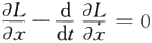 ∂L/∂x − d/dt ∂L/∂ẋ = 0